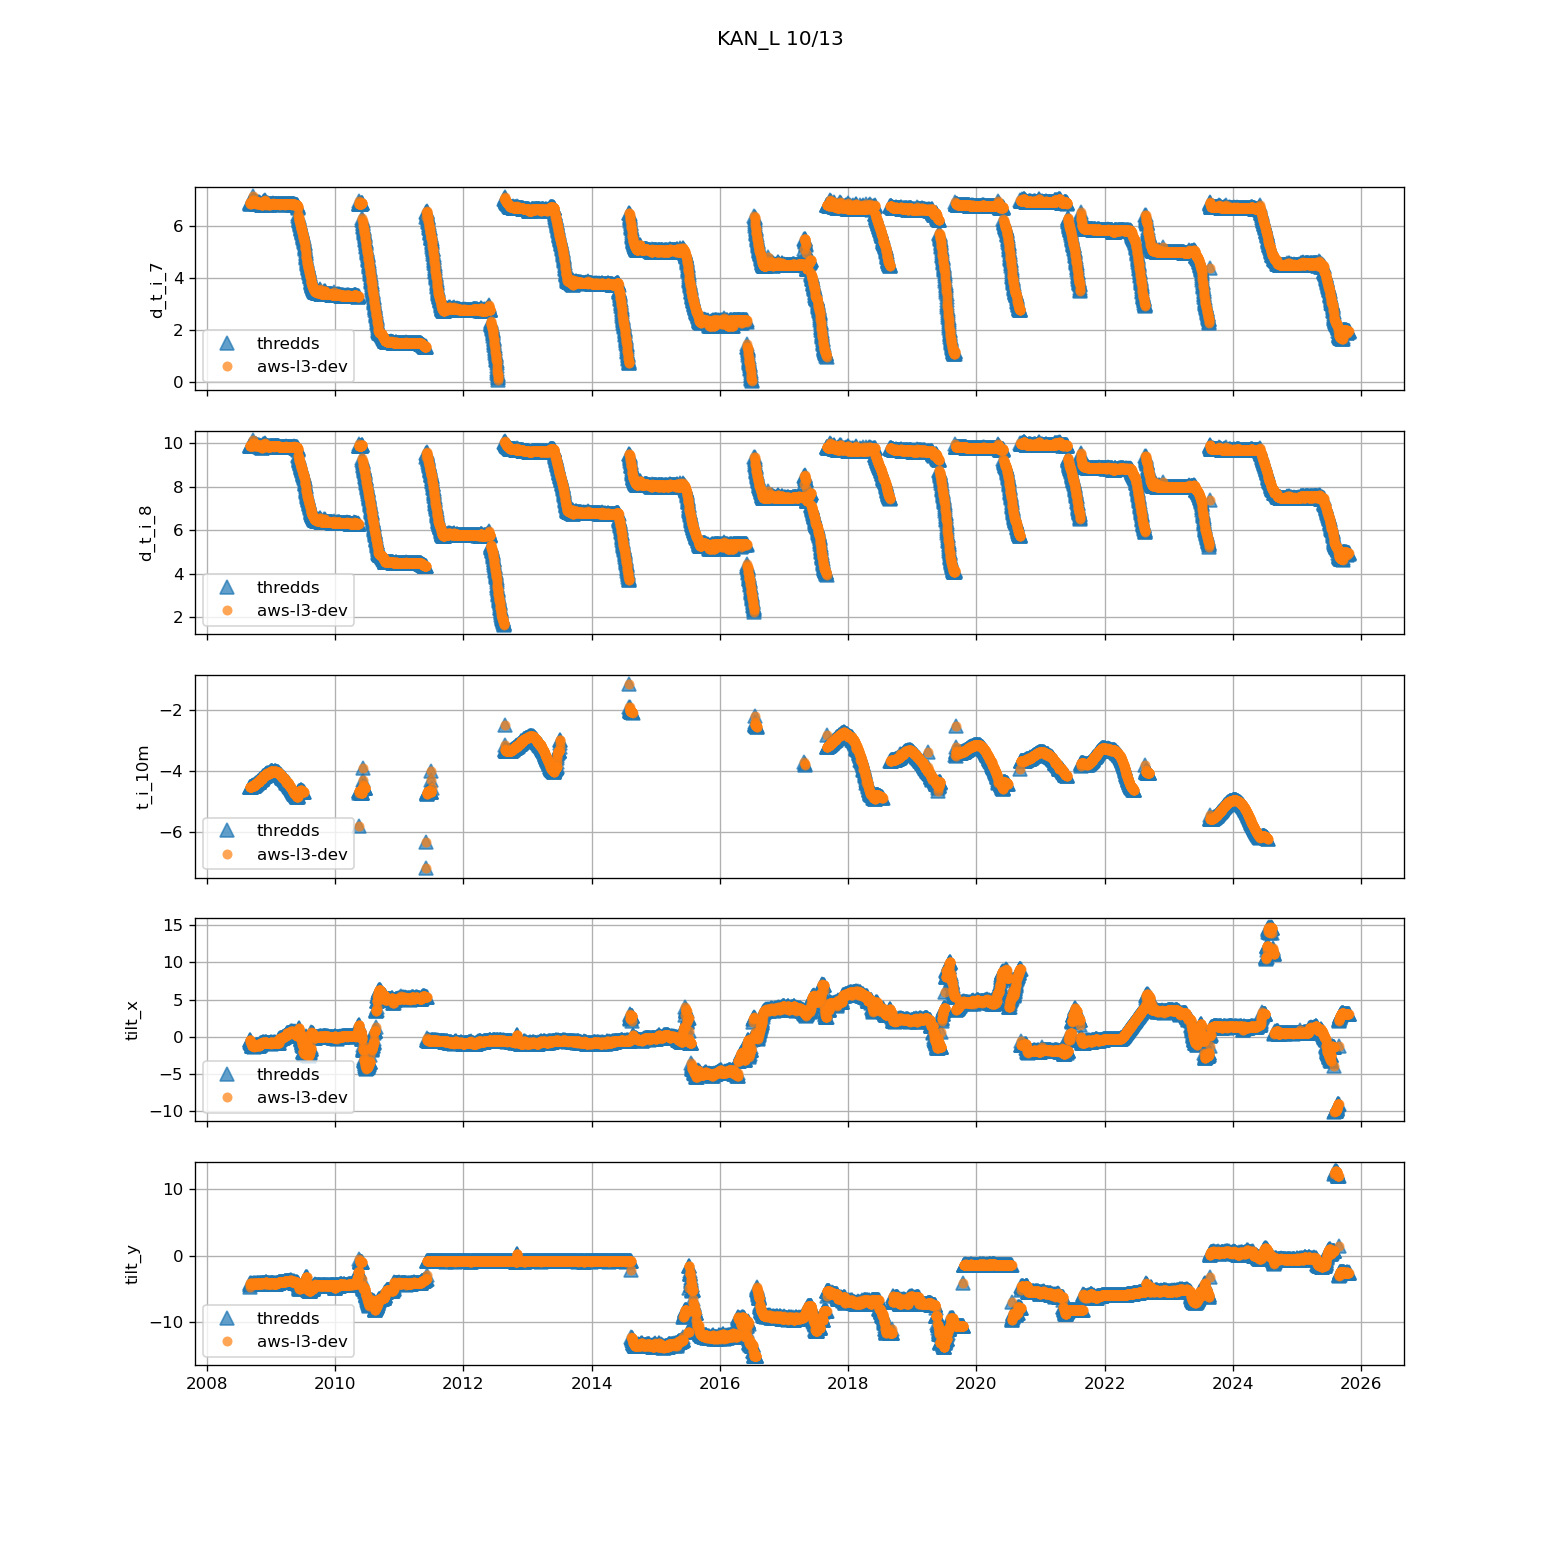 KAN_L 10/13
d_t_i_7
6
4
2
0
thredds
aws-l3-dev
d_t_i_8
10
8
6
4
2
thredds
aws-l3-dev
t_i_10m
−2
−4
−6
thredds
aws-l3-dev
tilt_x
15
10
5
0
−5
−10
thredds
aws-l3-dev
tilt_y
10
0
−10
thredds
aws-l3-dev
2008 2010 2012 2014 2016 2018 2020 2022 2024 2026